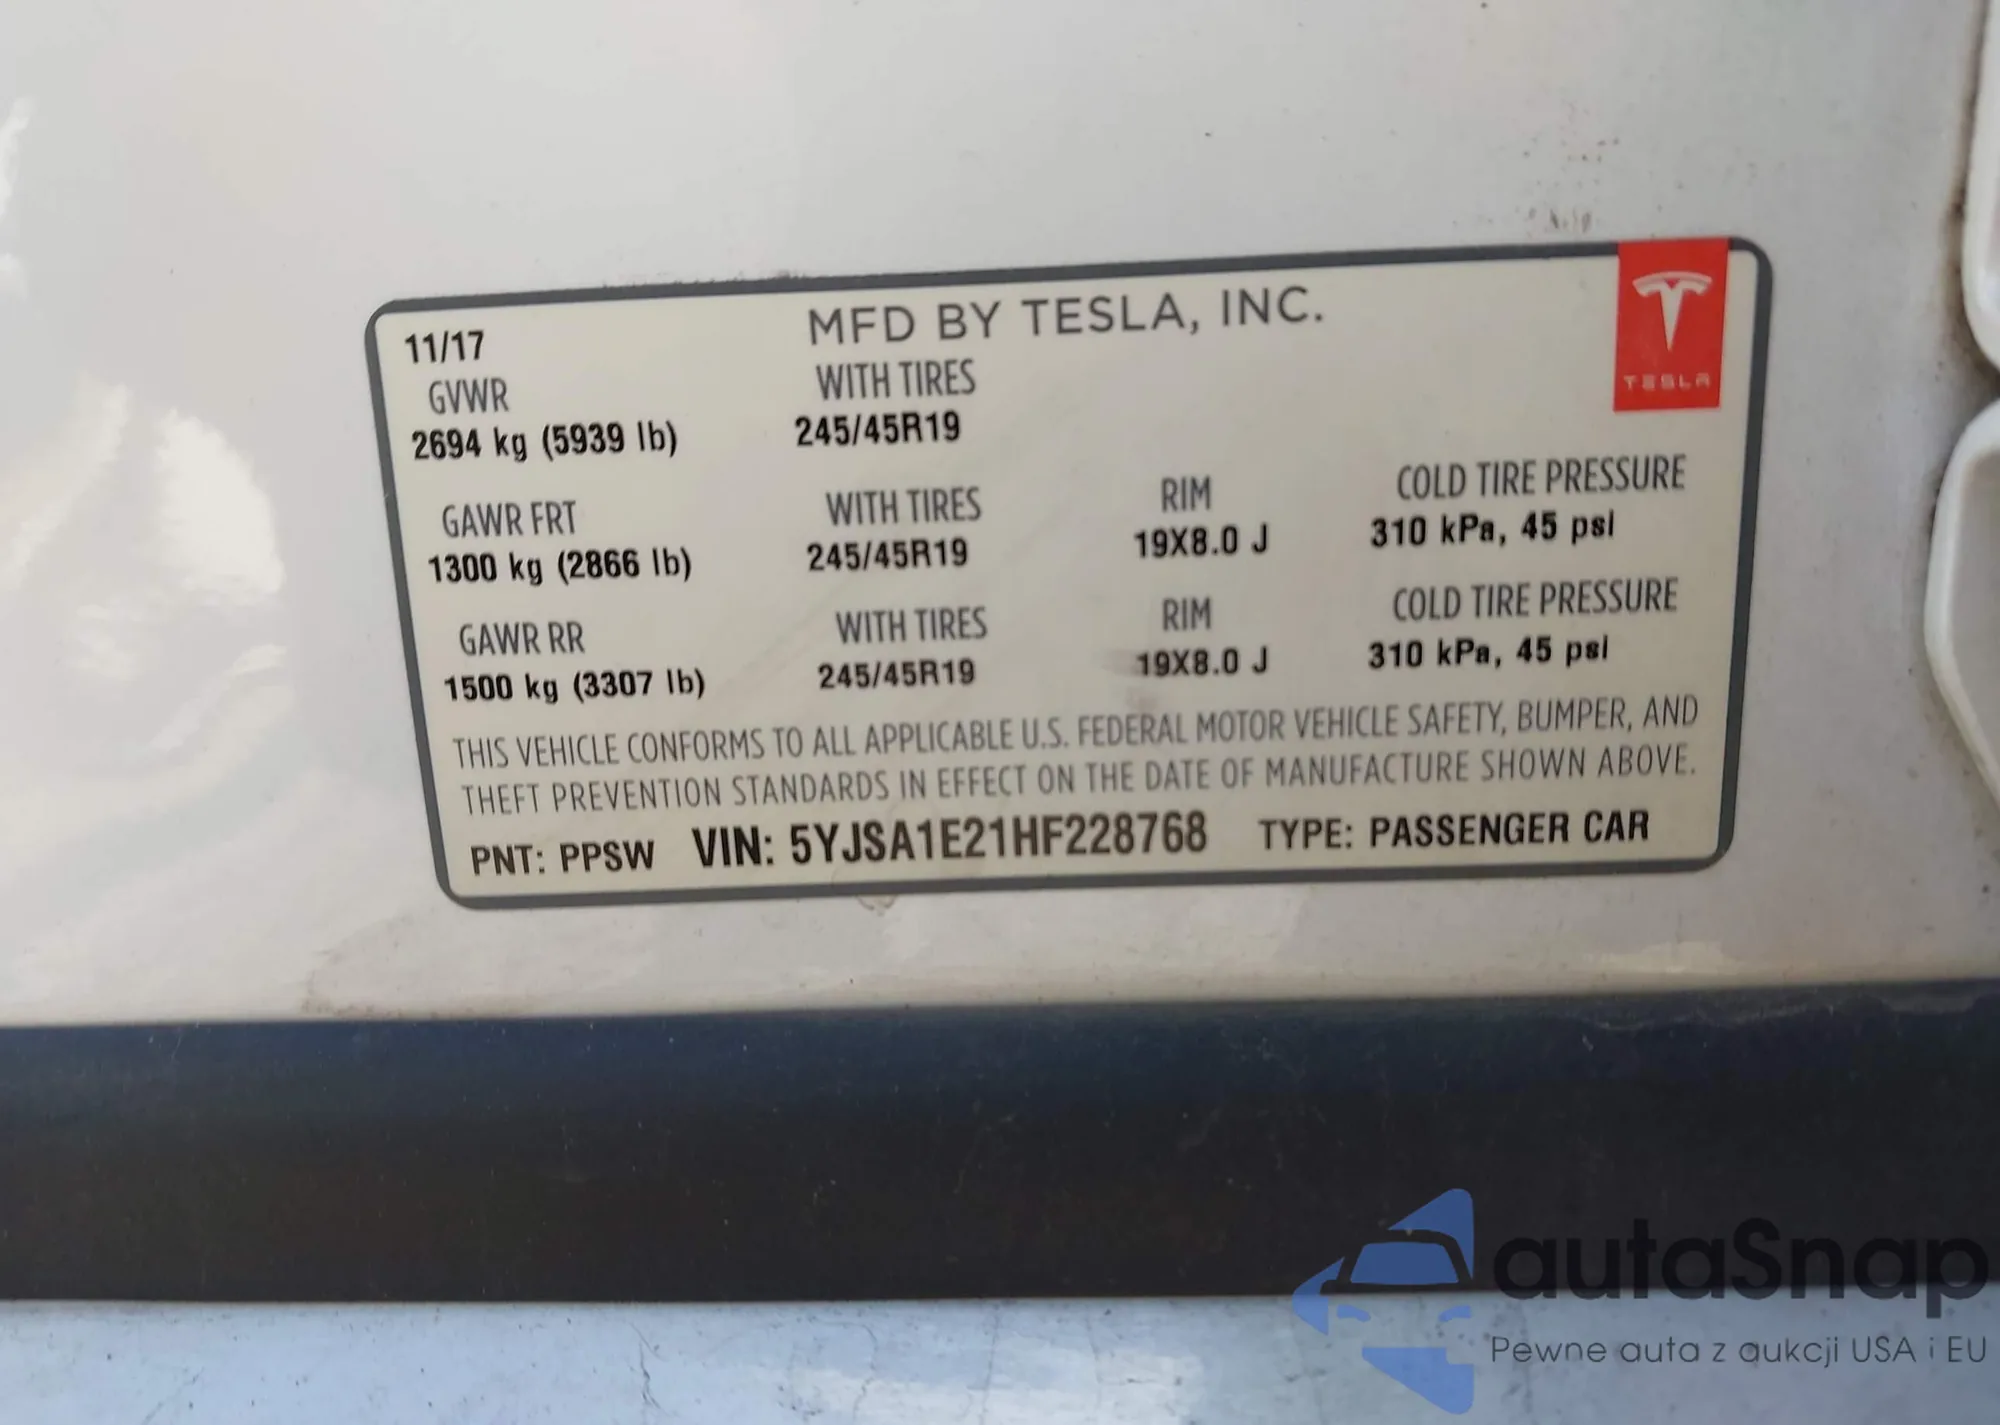 11/17 MFD BY TESLA, INC.
TESLA
GVWR WITH TIRES
2694 kg (5939 lb) 245/45R19
GAWR FRT WITH TIRES RIM COLD TIRE PRESSURE
1300 kg (2866 lb) 245/45R19 19X8.0 J 310 kPa, 45 psi
GAWR RR WITH TIRES RIM COLD TIRE PRESSURE
1500 kg (3307 lb) 245/45R19 19X8.0 J 310 kPa, 45 psi
THIS VEHICLE CONFORMS TO ALL APPLICABLE U.S. FEDERAL MOTOR VEHICLE SAFETY, BUMPER, AND
THEFT PREVENTION STANDARDS IN EFFECT ON THE DATE OF MANUFACTURE SHOWN ABOVE.
PNT: PPSW VIN: 5YJSA1E21HF228768 TYPE: PASSENGER CAR
autaSnap
Pewne auta z aukcji USA i EU